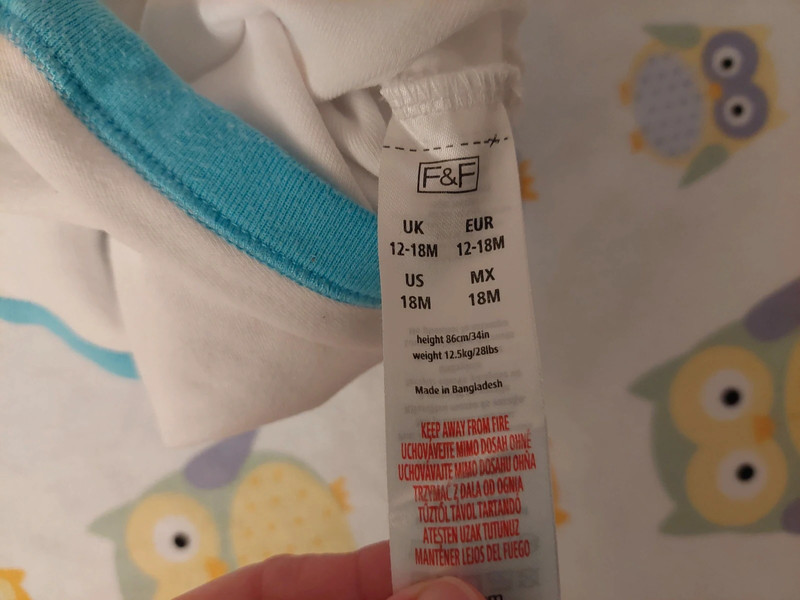 F&F
UK EUR
12-18M 12-18M
US MX
18M 18M
height 86cm/34in
weight 12.5kg/28lbs
Made in Bangladesh
KEEP AWAY FROM FIRE
UCHOVÁVEJTE MIMO DOSAH OHNĚ
UCHOVÁVAJTE MIMO DOSAHU OHŇA
TRZYMAĆ Z DALA OD OGNIA
TŰZTŐL TÁVOL TARTANDÓ
ATEŞTEN UZAK TUTUNUZ
MANTENER LEJOS DEL FUEGO